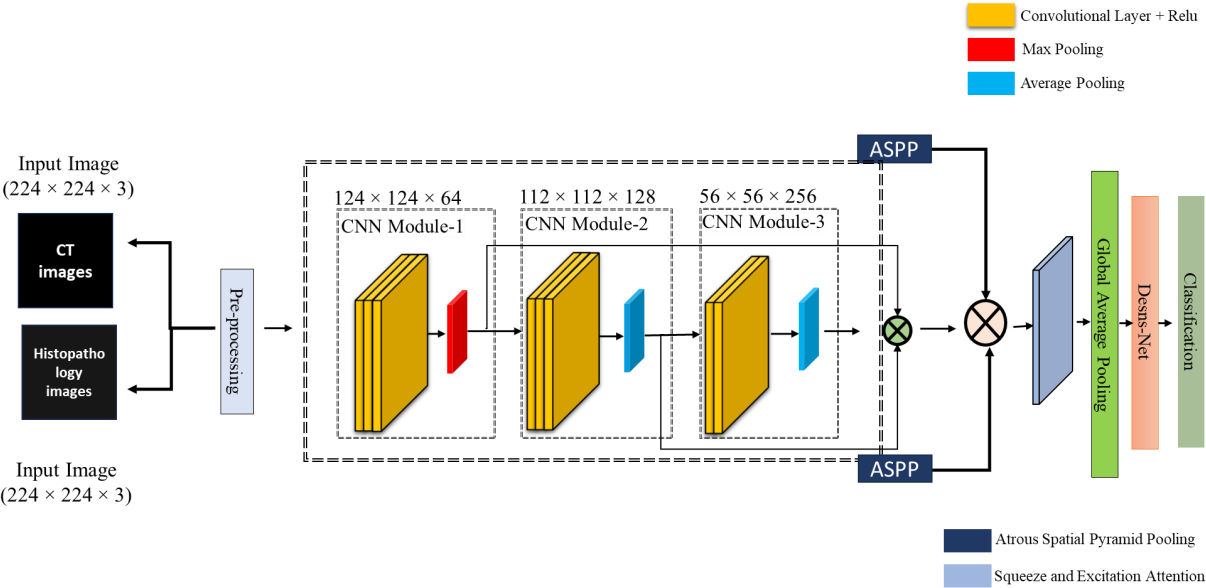 Convolutional Layer + Relu
Max Pooling
Average Pooling
Input Image
(224 × 224 × 3)
CT
images
Histopatho
logy
images
Input Image
(224 × 224 × 3)
Pre-processing
124 × 124 × 64
CNN Module-1
112 × 112 × 128
CNN Module-2
56 × 56 × 256
CNN Module-3
ASPP
ASPP
Global Average Pooling
Desns-Net
Classification
Atrous Spatial Pyramid Pooling
Squeeze and Excitation Attention